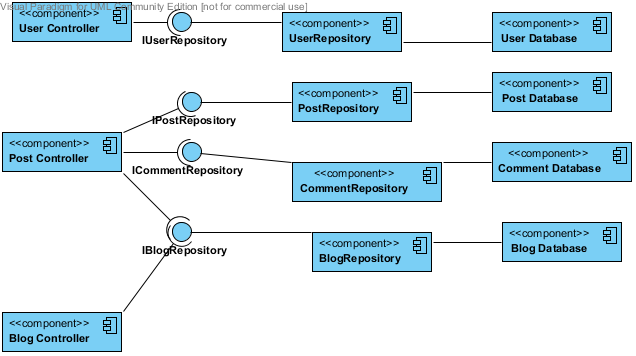 Visual Paradigm for UML Community Edition [not for commercial use]
User Controller
IUserRepository
<<component>>
UserRepository
<<component>>
User Database
IPostRepository
<<component>>
PostRepository
<<component>>
Post Database
<<component>>
Post Controller
ICommentRepository
<<component>>
CommentRepository
<<component>>
Comment Database
IBlogRepository
<<component>>
BlogRepository
<<component>>
Blog Database
<<component>>
Blog Controller